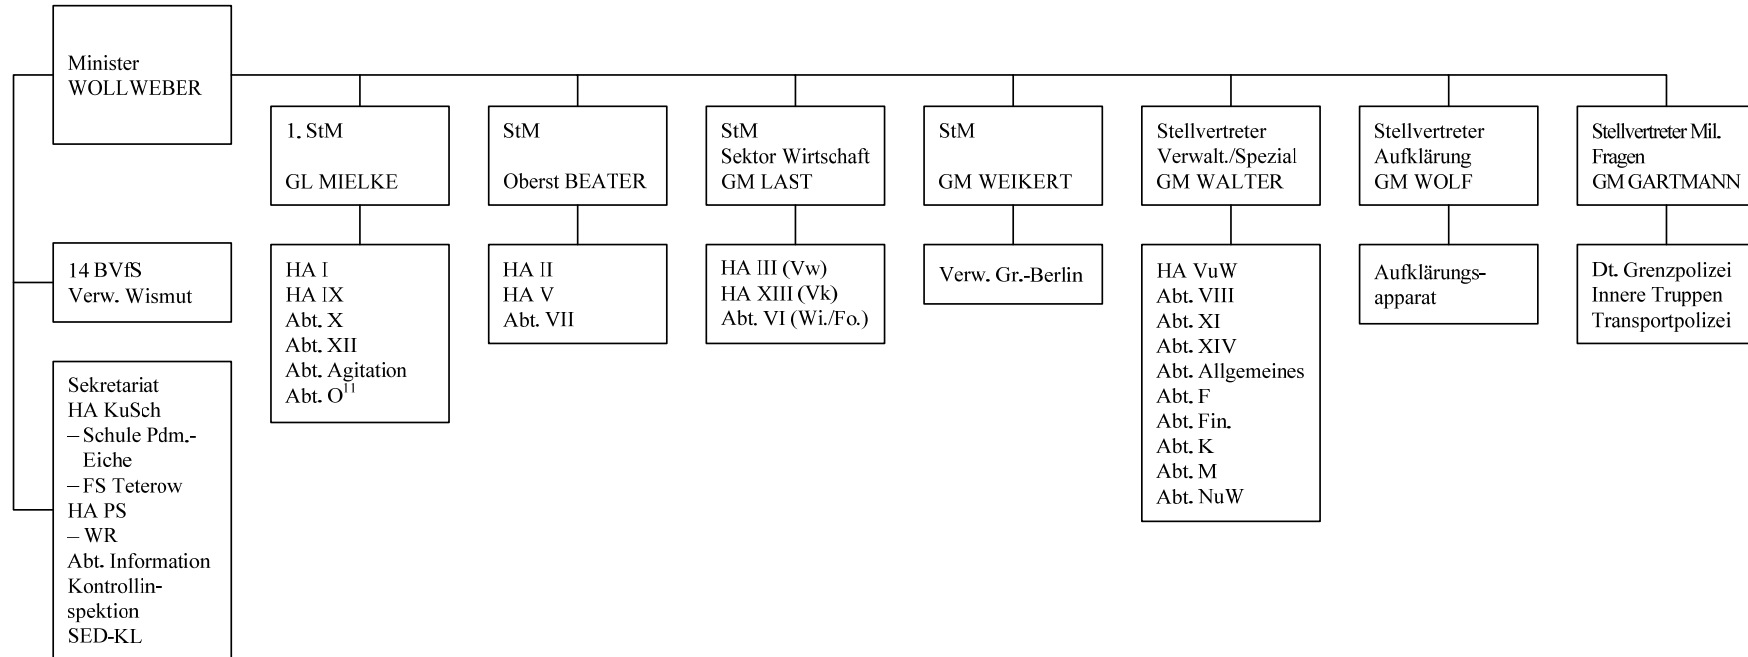 Minister
WOLLWEBER
1. StM
GL MIELKE
StM
Oberst BEATER
StM
Sektor Wirtschaft
GM LAST
StM
GM WEIKERT
Stellvertreter
Verwalt./Spezial
GM WALTER
Stellvertreter
Aufklärung
GM WOLF
Stellvertreter Mil.
Fragen
GM GARTMANN
14 BVfS
Verw. Wismut
HA I
HA IX
Abt. X
Abt. XII
Abt. Agitation
Abt. O¹¹
HA II
HA V
Abt. VII
HA III (Vw)
HA XIII (Vk)
Abt. VI (Wi./Fo.)
Verw. Gr.-Berlin
HA VuW
Abt. VIII
Abt. XI
Abt. XIV
Abt. Allgemeines
Abt. F
Abt. Fin.
Abt. K
Abt. M
Abt. NuW
Aufklärungs-
apparat
Dt. Grenzpolizei
Innere Truppen
Transportpolizei
Sekretariat
HA KuSch
– Schule Pdm.-
Eiche
– FS Teterow
HA PS
– WR
Abt. Information
Kontrollin-
spektion
SED-KL